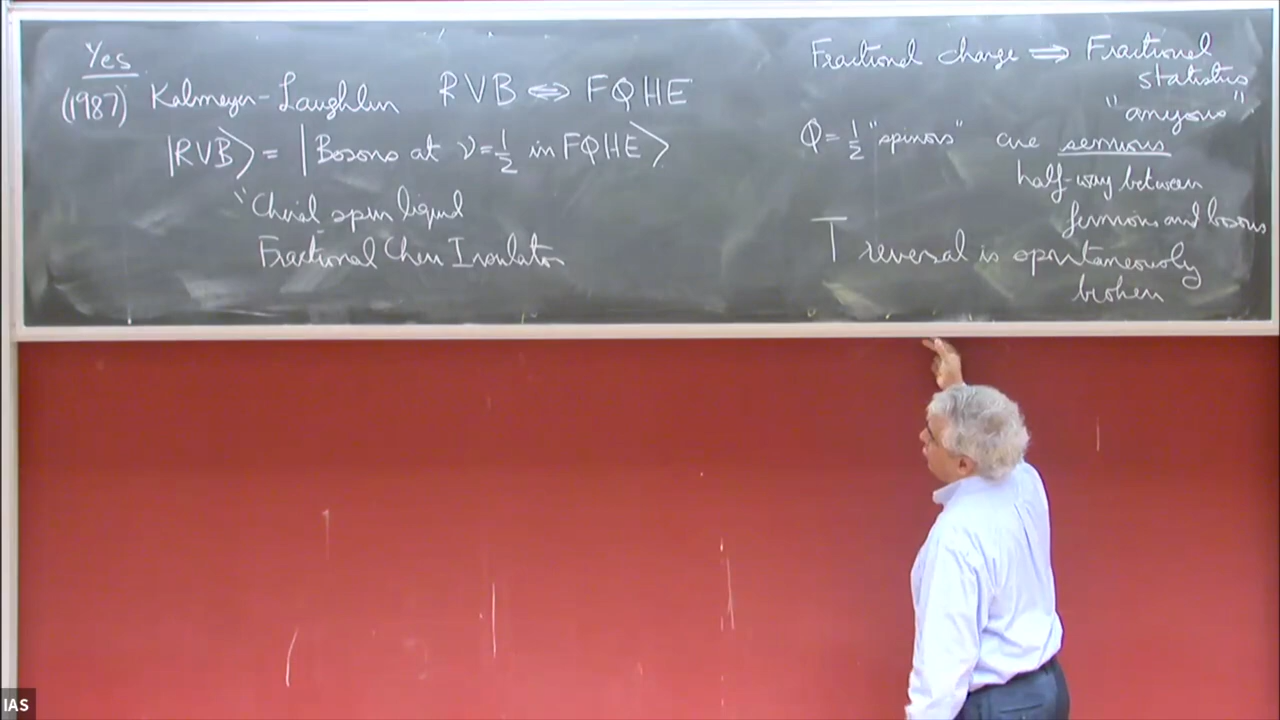 Yes
(1987) Kalmeyer-Laughlin RVB ⟺ FQHE
|RVB⟩ = |Bosons at ν=1/2 in FQHE⟩
"Chiral spin liquid
Fractional Chern Insulator
Fractional charge ⟹ Fractional
statistics
"anyons"
Q=1/2 "spinors" are semions
half-way between
fermions and bosons
T reversal is spontaneously
broken
IAS